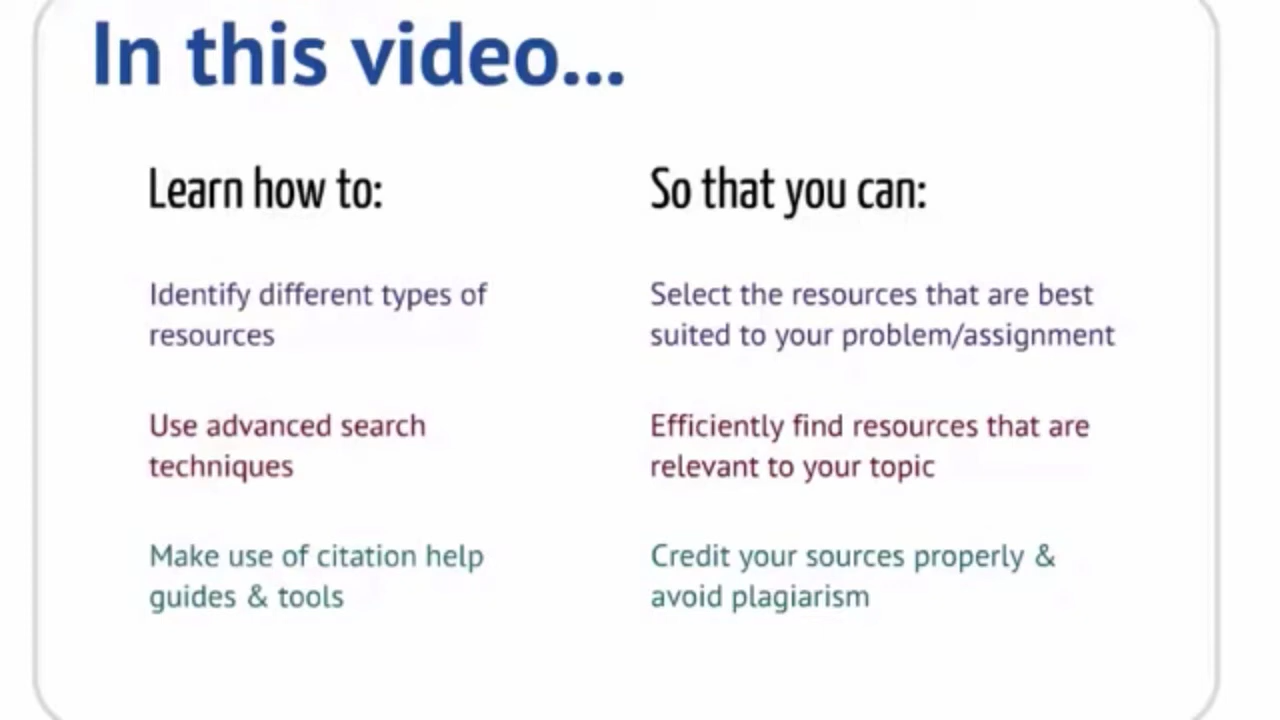 In this video...
Learn how to:
So that you can:
Identify different types of
resources
Select the resources that are best
suited to your problem/assignment
Use advanced search
techniques
Efficiently find resources that are
relevant to your topic
Make use of citation help
guides & tools
Credit your sources properly &
avoid plagiarism